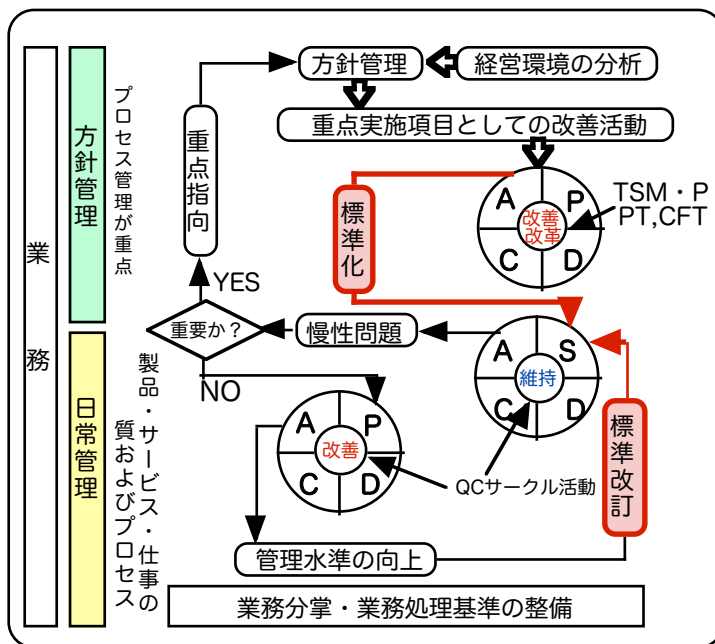 業務
方針管理
プロセス管理が重点
日常管理
製品・サービス・仕事の
質およびプロセス
方針管理
経営環境の分析
重点実施項目としての改善活動
重点指向
標準化
A
P
改善
改革
C
D
TSM・P
PT,CFT
YES
重要か?
慢性問題
NO
A
S
維持
C
D
A
P
改善
C
D
QCサークル活動
標準改訂
管理水準の向上
業務分掌・業務処理基準の整備